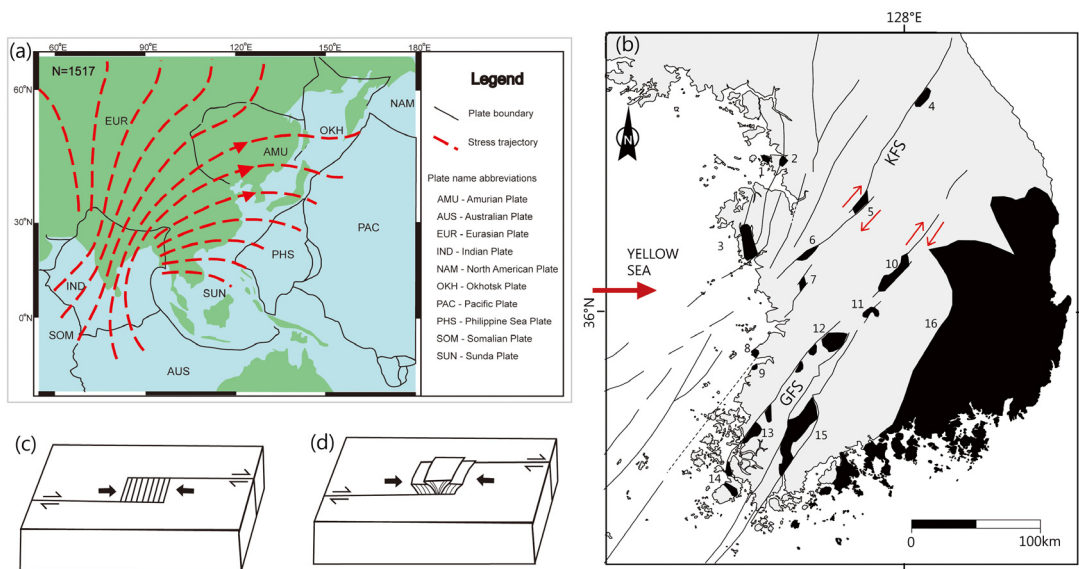 (a)
60°E
90°E
120°E
150°E
180°E
60°N
30°N
0°N
N=1517
EUR
AMU
OKH
NAM
PAC
PHS
IND
SUN
SOM
AUS
Legend
Plate boundary
Stress trajectory
Plate name abbreviations
AMU - Amurian Plate
AUS - Australian Plate
EUR - Eurasian Plate
IND - Indian Plate
NAM - North American Plate
OKH - Okhotsk Plate
PAC - Pacific Plate
PHS - Philippine Sea Plate
SOM - Somalian Plate
SUN - Sunda Plate
(b)
128°E
N
36°N
YELLOW
SEA
KFS
GFS
1
2
3
4
5
6
7
8
9
10
11
12
13
14
15
16
0
100km
(c)
(d)